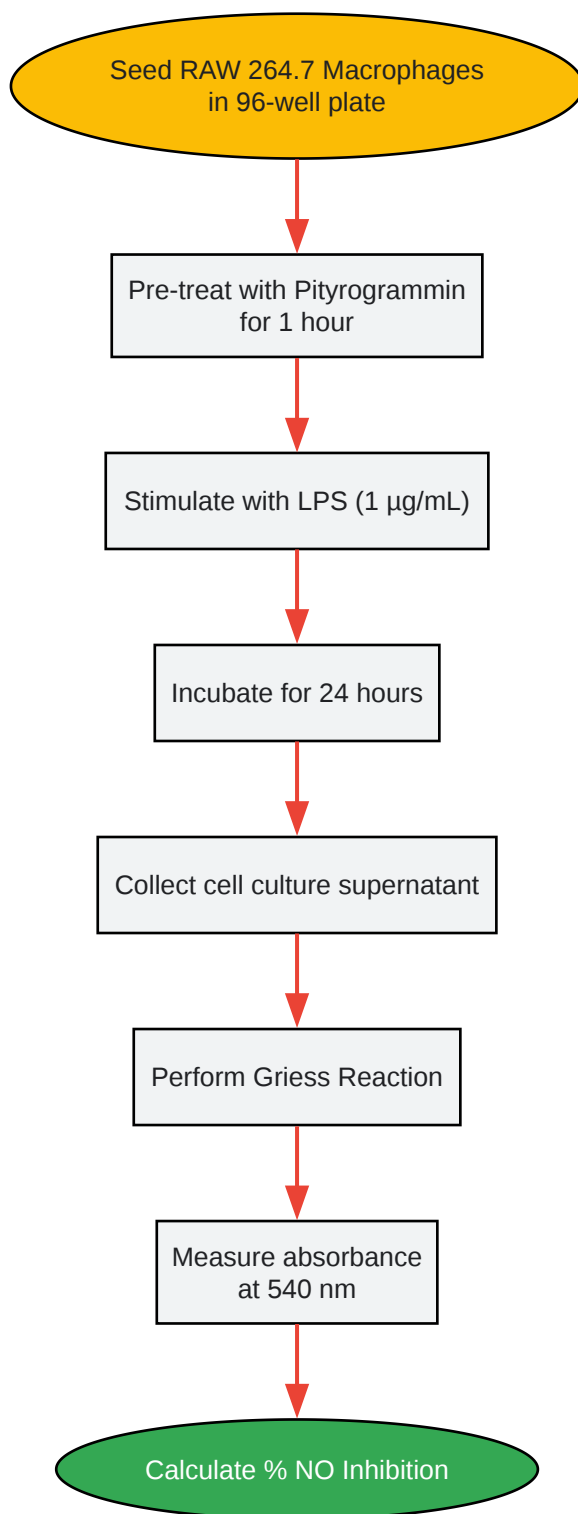 Seed RAW 264.7 Macrophages
in 96-well plate
Pre-treat with Pityrogrammin
for 1 hour
Stimulate with LPS (1 µg/mL)
Incubate for 24 hours
Collect cell culture supernatant
Perform Griess Reaction
Measure absorbance
at 540 nm
Calculate % NO Inhibition